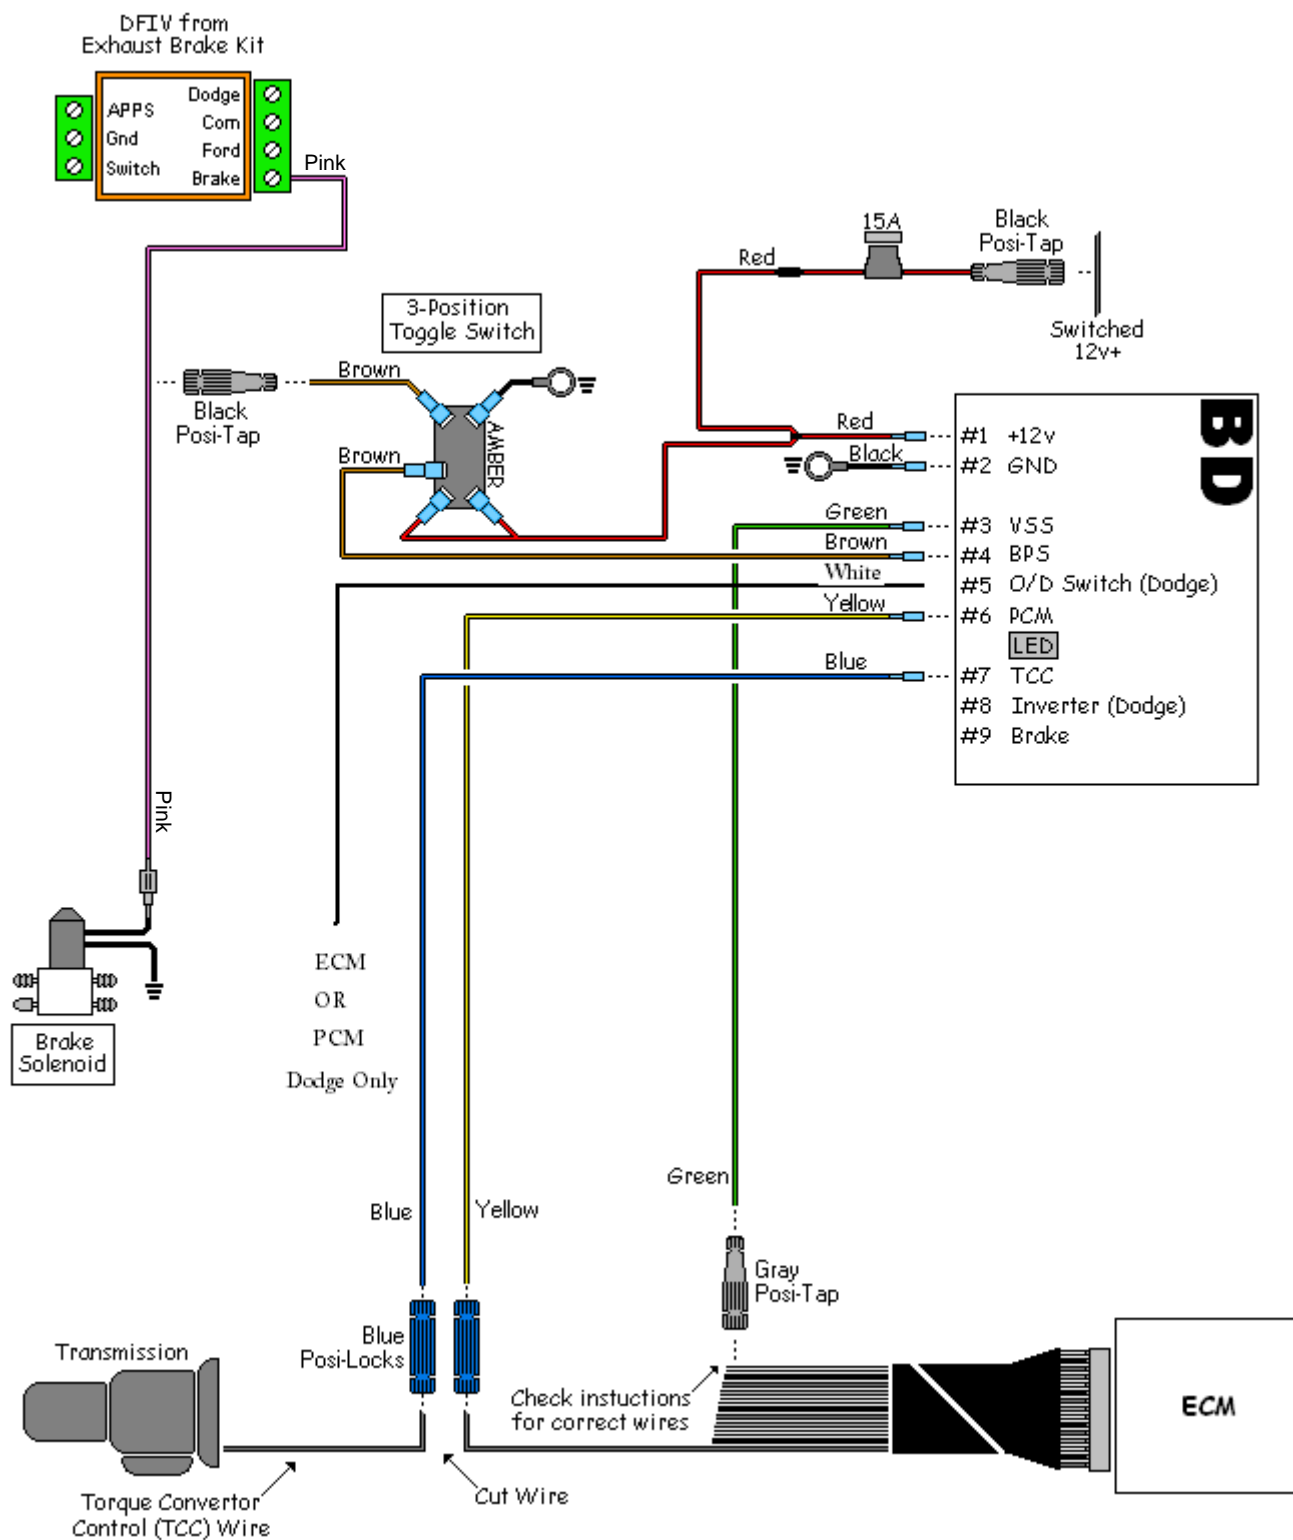 DFIV from
Exhaust Brake Kit
APPS
Gnd
Switch
Dodge
Com
Ford
Brake
Pink
15A
Black
Posi-Tap
Red
Switched
12v+
3-Position
Toggle Switch
Brown
Black
Posi-Tap
AMBER
Brown
Red
Black
Green
Brown
White
Yellow
Blue
BD
#1 +12v
#2 GND
#3 VSS
#4 BPS
#5 O/D Switch (Dodge)
#6 PCM
LED
#7 TCC
#8 Inverter (Dodge)
#9 Brake
Pink
Brake
Solenoid
ECM
OR
PCM
Dodge Only
Green
Blue
Yellow
Gray
Posi-Tap
Blue
Posi-Locks
Transmission
Check instuctions
for correct wires
ECM
Cut Wire
Torque Convertor
Control (TCC) Wire